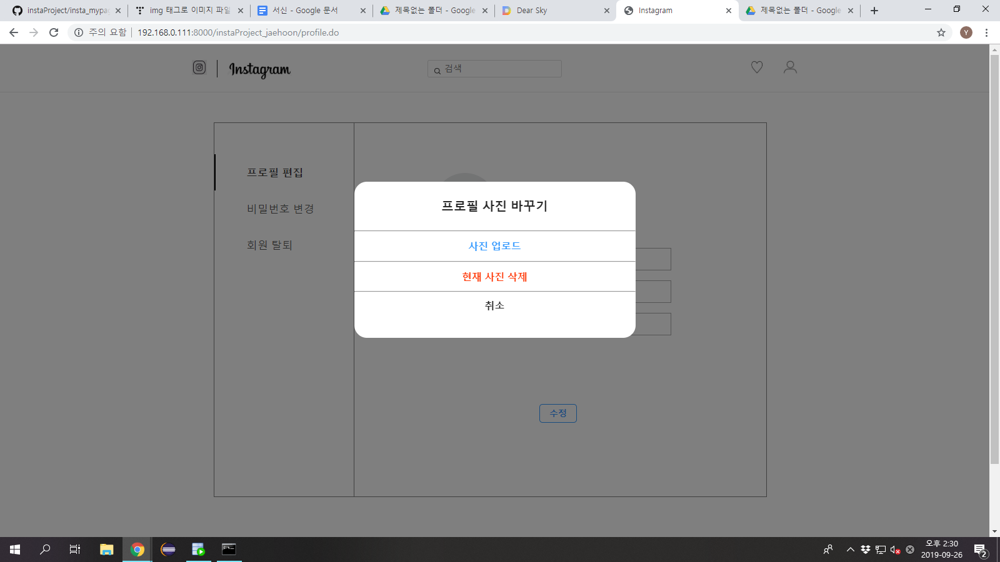 instaProject/insta_mypa
img 태그로 이미지 파일
서신 - Google 문서
제목없는 폴더 - Google
Dear Sky
Instagram
제목없는 폴더 - Google
주의 요함
192.168.0.111:8000/instaProject_jaehoon/profile.do
Y
Instagram
검색
프로필 편집
비밀번호 변경
회원 탈퇴
프로필 사진 바꾸기
사진 업로드
현재 사진 삭제
취소
수정
오후 2:30
2019-09-26
2